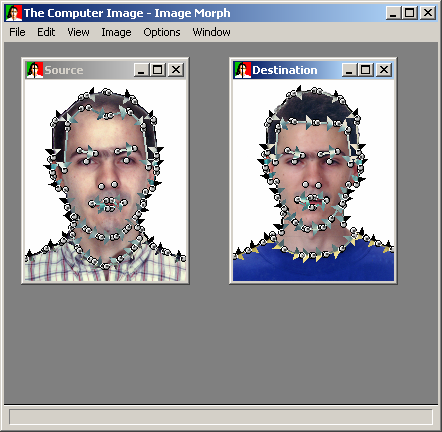 The Computer Image - Image Morph
File Edit View Image Options Window
Source
Destination